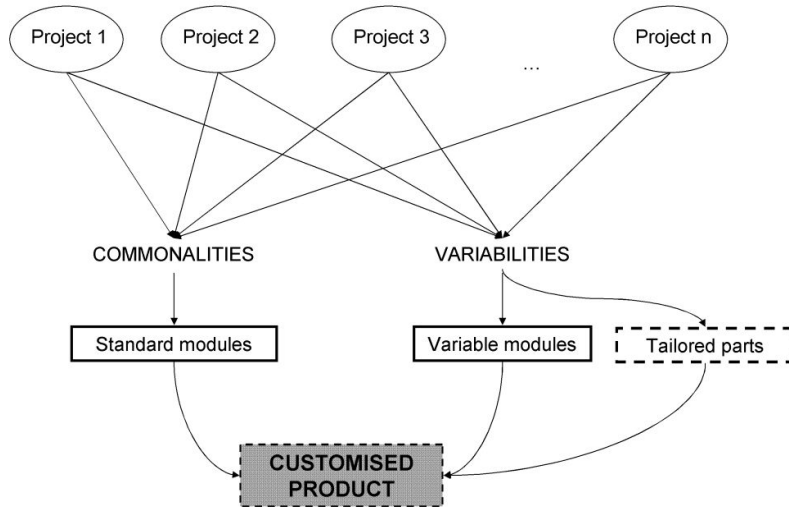 Project 1
Project 2
Project 3
...
Project n
COMMONALITIES
VARIABILITIES
Standard modules
Variable modules
Tailored parts
CUSTOMISED
PRODUCT